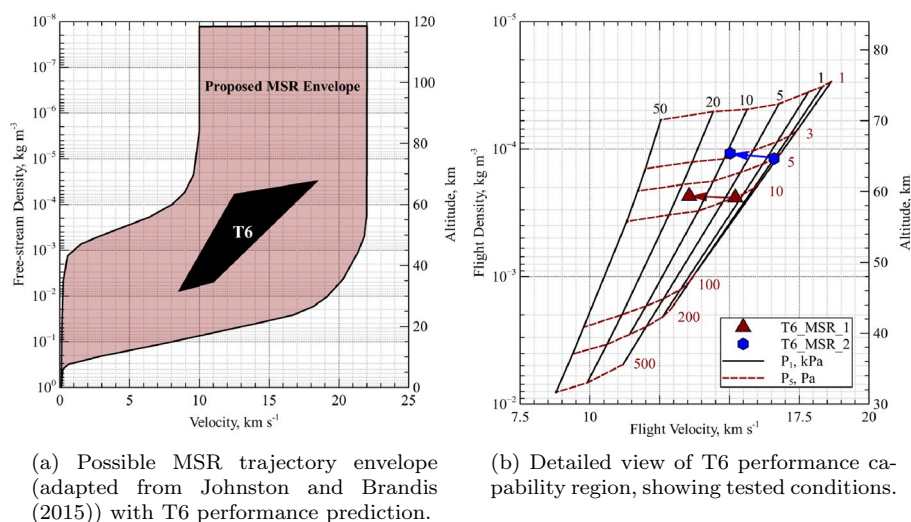 10⁻⁸
10⁻⁷
10⁻⁶
10⁻⁵
10⁻⁴
10⁻³
10⁻²
10⁻¹
10⁰
Free-stream Density, kg m⁻³
0
5
10
15
20
25
Velocity, km s⁻¹
120
100
80
60
40
20
0
Altitude, km
Proposed MSR Envelope
T6
(a) Possible MSR trajectory envelope
(adapted from Johnston and Brandis
(2015)) with T6 performance prediction.
10⁻⁵
10⁻⁴
10⁻³
10⁻²
Flight Density, kg m⁻³
7.5
10
15
17.5
20
Flight Velocity, km s⁻¹
80
70
60
50
40
30
Altitude, km
50
20
10
5
1
1
3
5
10
100
200
500
T6_MSR_1
T6_MSR_2
P₁, kPa
P₅, Pa
(b) Detailed view of T6 performance ca-
pability region, showing tested conditions.